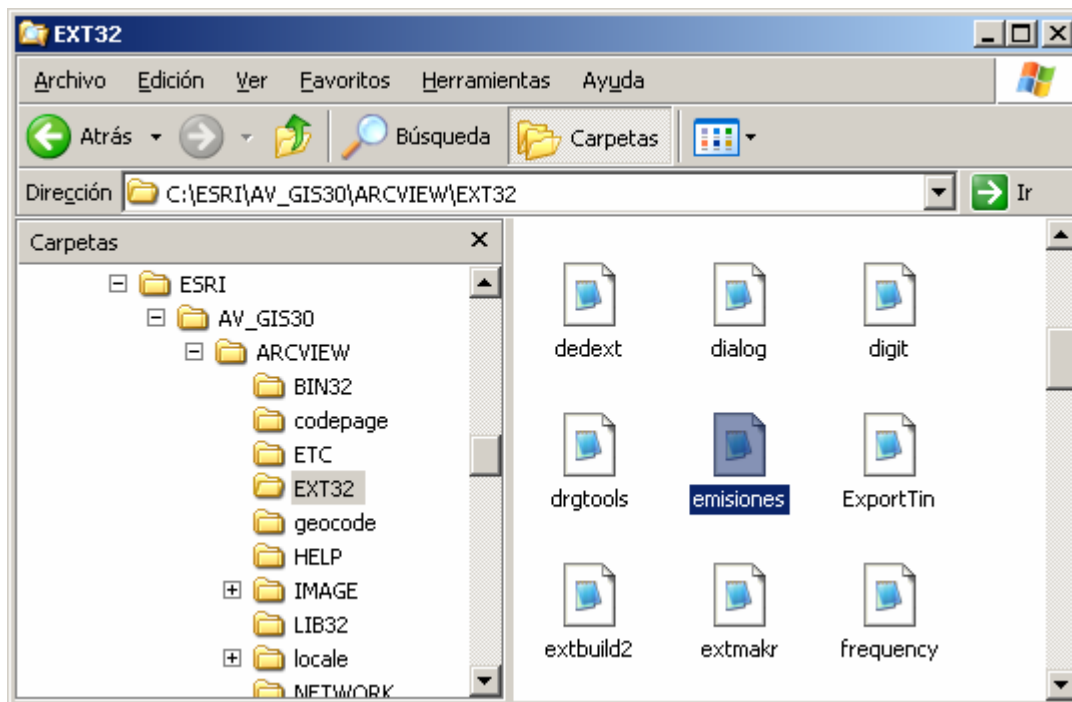 EXT32
Archivo Edición Ver Favoritos Herramientas Ayuda
Atrás Búsqueda Carpetas
Dirección C:\ESRI\AV_GIS30\ARCVIEW\EXT32 Ir
Carpetas
ESRI
AV_GIS30
ARCVIEW
BIN32
codepage
ETC
EXT32
geocode
HELP
IMAGE
LIB32
locale
NETWORK
dedext dialog digit
drgtools emisiones ExportTin
extbuild2 extmakr frequency